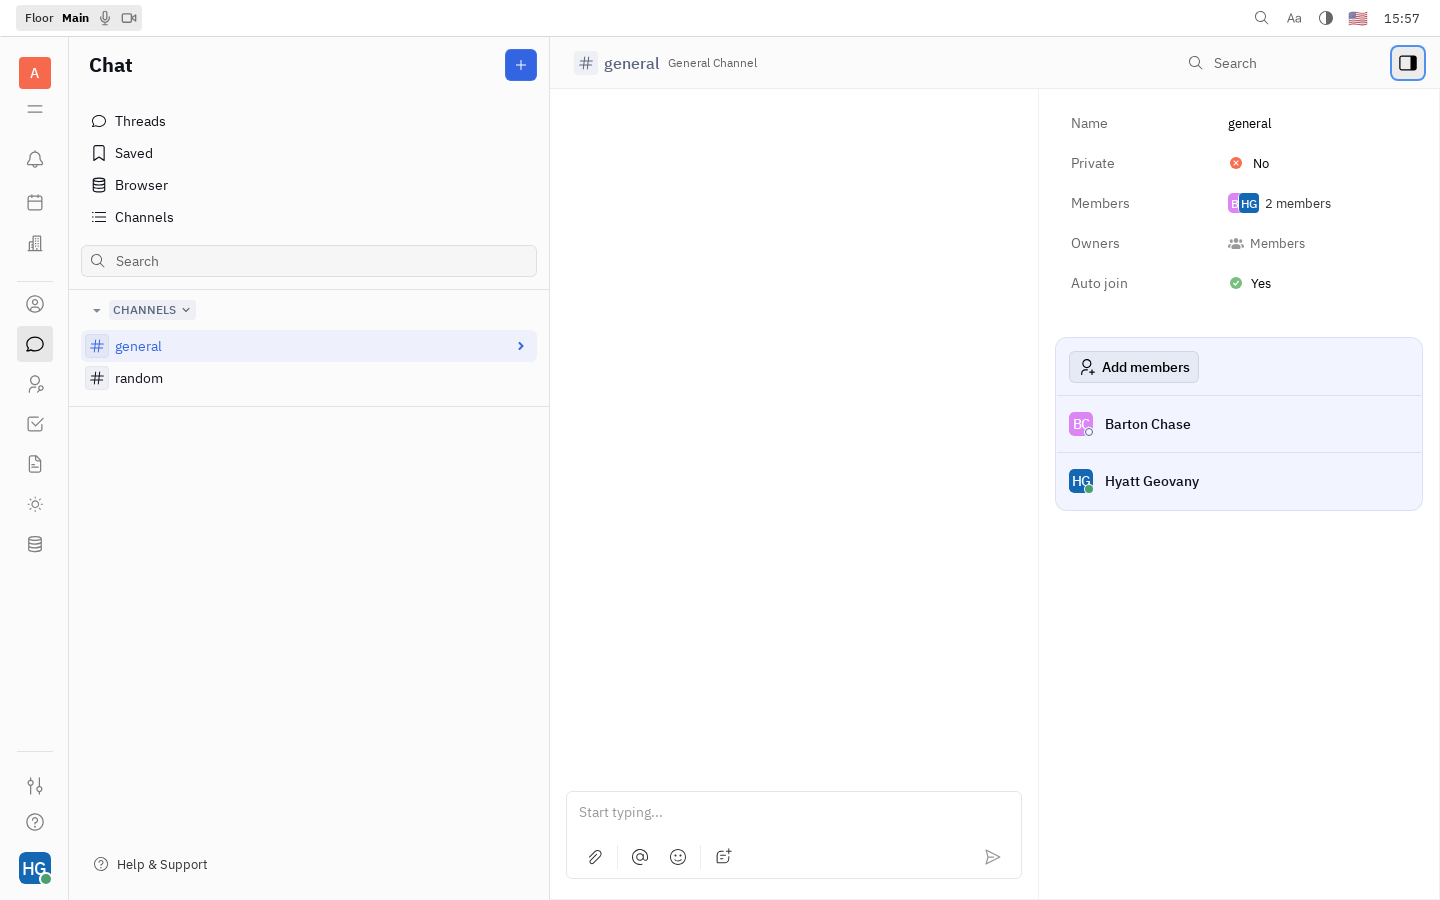 Floor Main
Aa
15:57
A
Chat
general General Channel
Search
Threads
Saved
Browser
Channels
Search
CHANNELS
general
random
Name general
Private No
Members B HG 2 members
Owners Members
Auto join Yes
Add members
BC Barton Chase
HG Hyatt Geovany
Start typing...
Help & Support
HG